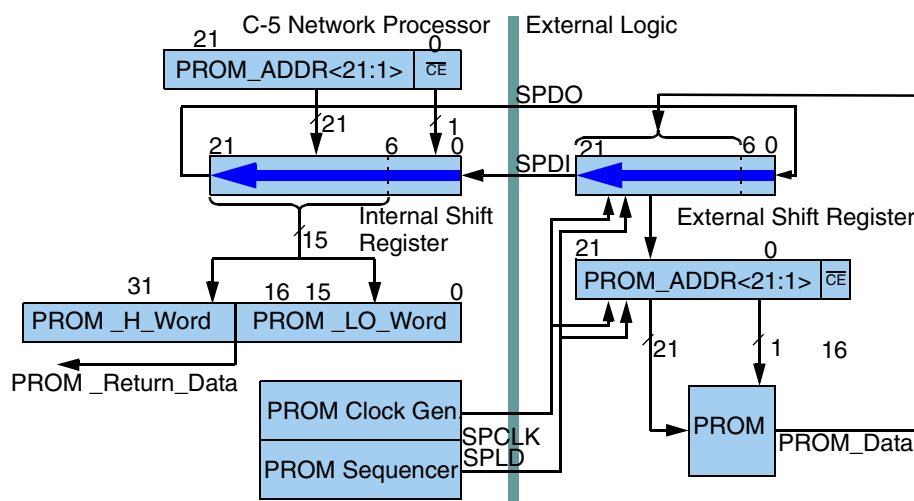 C-5 Network Processor
External Logic
21
0
PROM_ADDR<21:1>
CE
SPDO
21
1
21
6
0
SPDI
21
6
0
Internal Shift
Register
External Shift Register
15
21
0
PROM_ADDR<21:1>
CE
31
16
15
0
PROM _H_Word
PROM _LO_Word
21
1
16
PROM _Return_Data
PROM Clock Gen.
SPCLK
SPLD
PROM Sequencer
PROM
PROM_Data